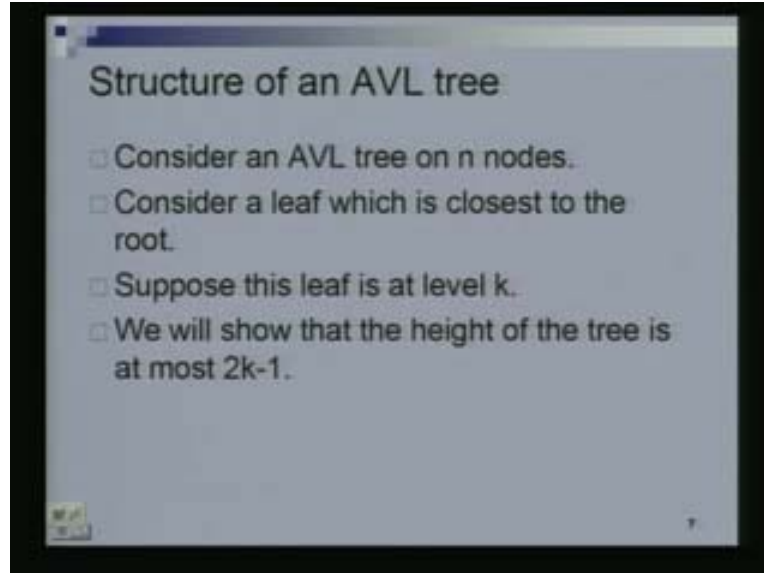 Structure of an AVL tree
Consider an AVL tree on n nodes.
Consider a leaf which is closest to the
root.
Suppose this leaf is at level k.
We will show that the height of the tree is
at most 2k-1.
7